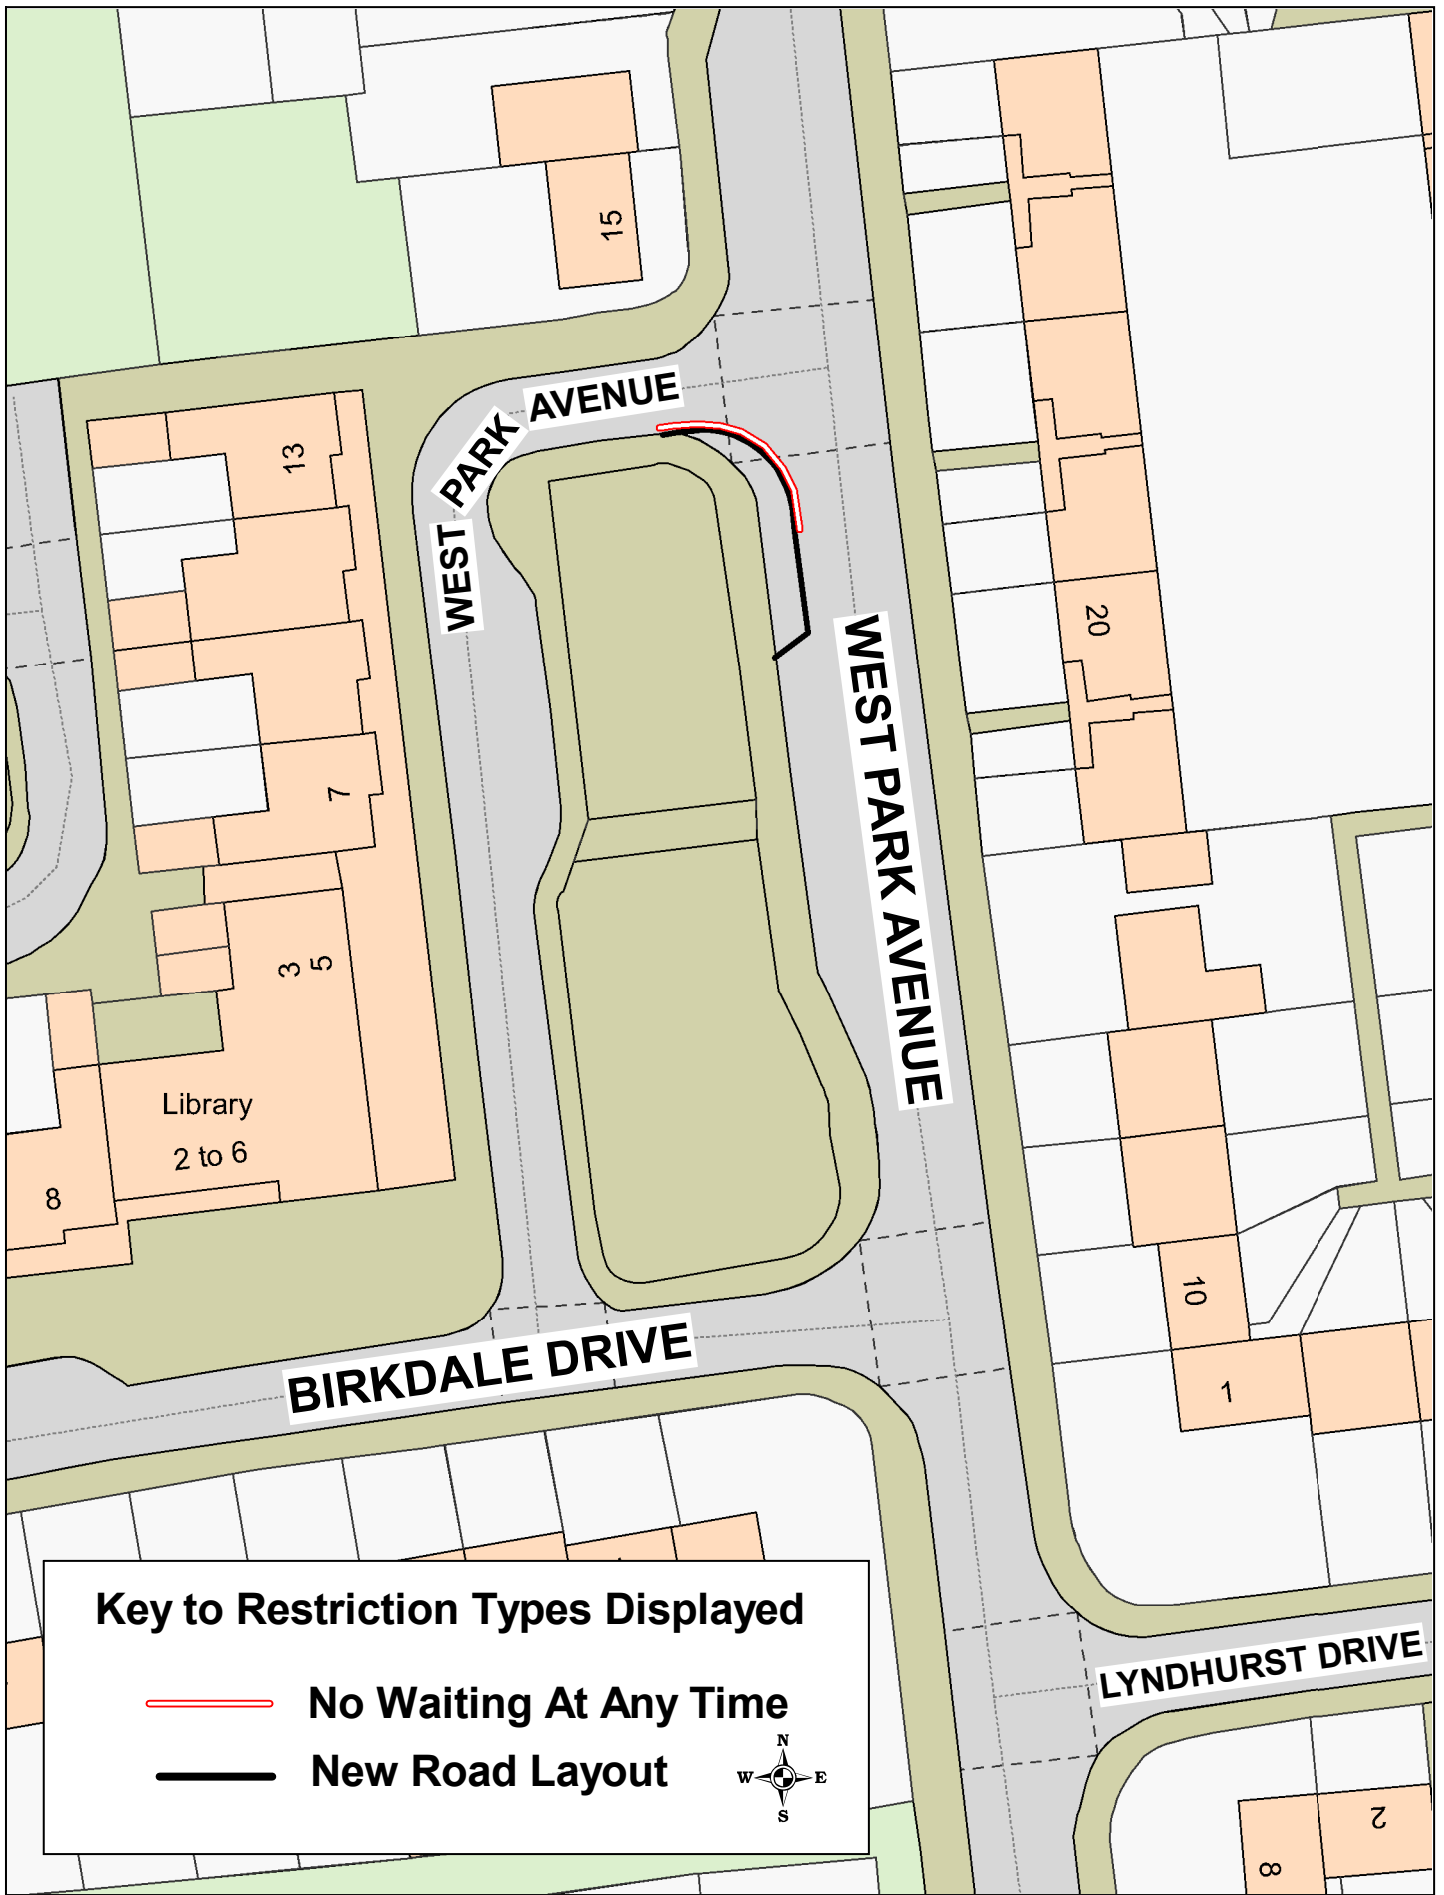 15
AVENUE
PARK
WEST
13
20
WEST PARK AVENUE
7
3
5
Library
2 to 6
8
10
BIRKDALE DRIVE
1
Key to Restriction Types Displayed
No Waiting At Any Time
New Road Layout
N
W E
S
LYNDHURST DRIVE
2
8